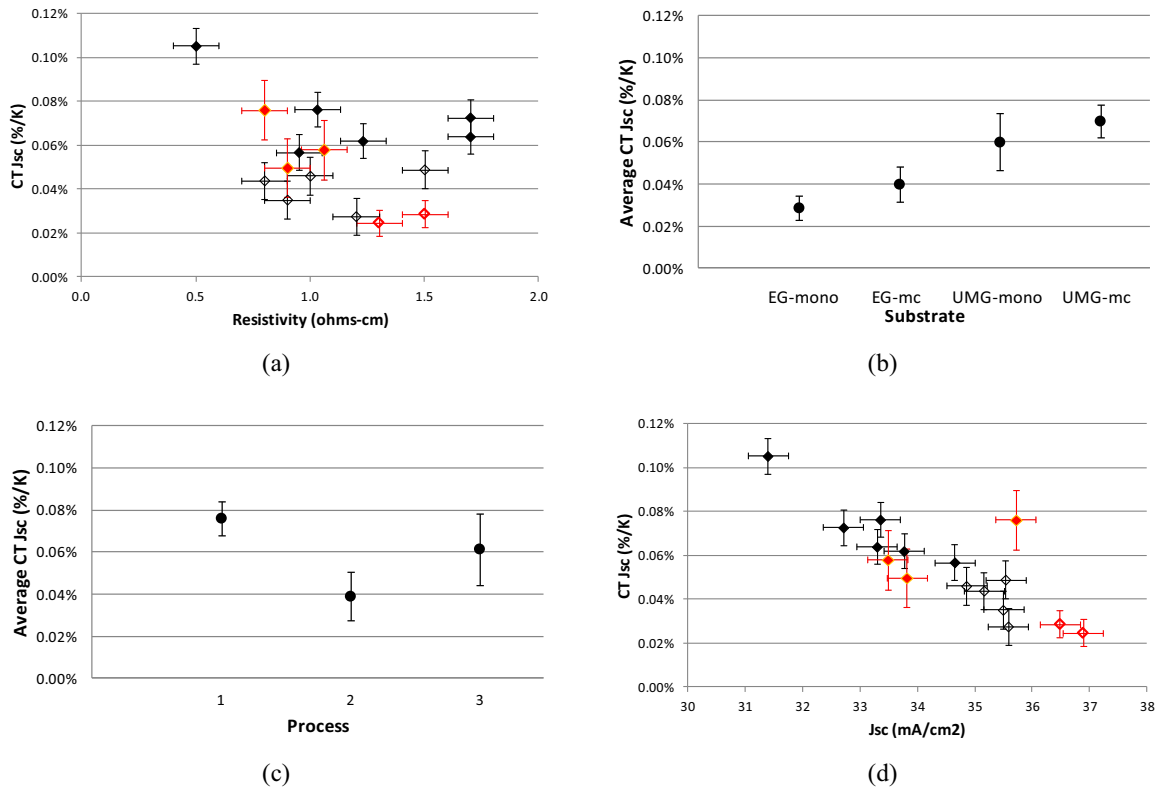 0.12%
0.10%
0.08%
0.06%
0.04%
0.02%
0.00%
CT Jsc (%/K)
0.0 0.5 1.0 1.5 2.0
Resistivity (ohms-cm)
(a)
0.12%
0.10%
0.08%
0.06%
0.04%
0.02%
0.00%
Average CT Jsc (%/K)
EG-mono EG-mc UMG-mono UMG-mc
Substrate
(b)
0.12%
0.10%
0.08%
0.06%
0.04%
0.02%
0.00%
Average CT Jsc (%/K)
1 2 3
Process
(c)
0.12%
0.10%
0.08%
0.06%
0.04%
0.02%
0.00%
CT Jsc (%/K)
30 31 32 33 34 35 36 37 38
Jsc (mA/cm2)
(d)